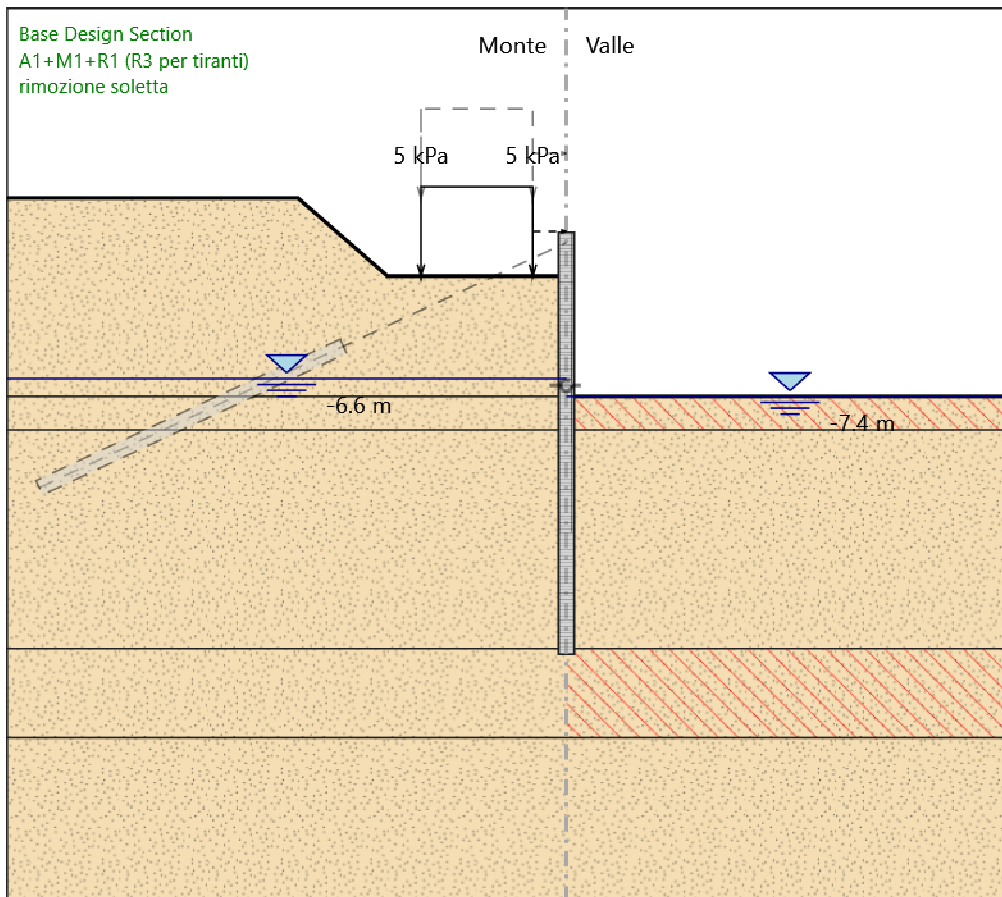 Base Design Section
A1+M1+R1 (R3 per tiranti)
rimozione soletta
Monte
Valle
5 kPa
5 kPa
-6.6 m
-7.4 m